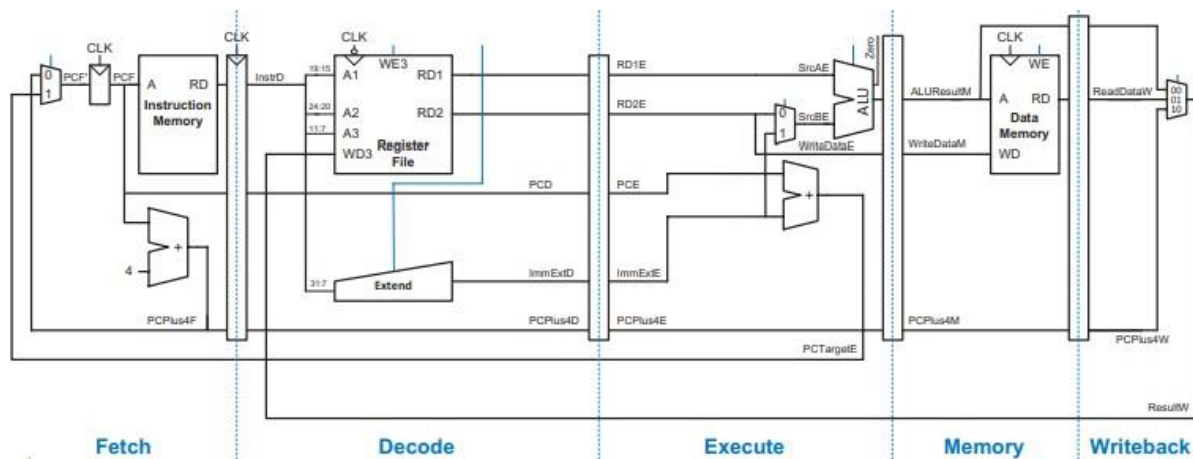 CLK
CLK
CLK
CLK
WE
0
1
PCF'
PCF
A
RD
Instruction
Memory
InstrD
19:15
A1
WE3
RD1
24:20
A2
RD2
11:7
A3
WD3
Register
File
RD1E
SrcAE
Zero
ALU
RD2E
0
1
SrcBE
WriteDataE
ALUResultM
A
RD
Data
Memory
WD
WriteDataM
ReadDataW
00
01
10
PCD
PCE
+
4
+
31:7
Extend
ImmExtD
ImmExtE
PCPlus4F
PCPlus4D
PCPlus4E
PCPlus4M
PCPlus4W
PCTargetE
ResultW
Fetch
Decode
Execute
Memory
Writeback